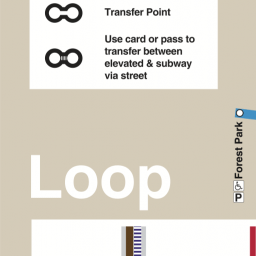 Transfer Point
Use card or pass to
transfer between
elevated & subway
via street
Forest Park
P
Loop